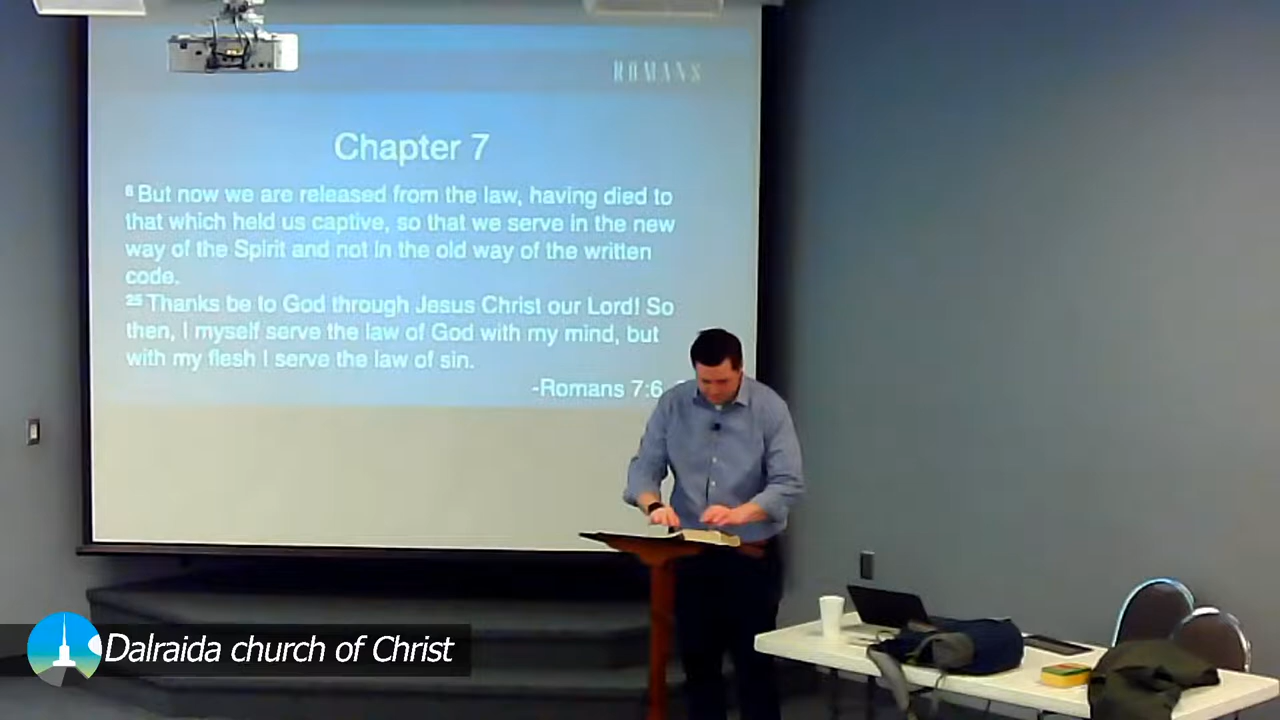 ROMANS
Chapter 7
6 But now we are released from the law, having died to
that which held us captive, so that we serve in the new
way of the Spirit and not in the old way of the written
code.
25 Thanks be to God through Jesus Christ our Lord! So
then, I myself serve the law of God with my mind, but
with my flesh I serve the law of sin.
-Romans 7:6
Dalraida church of Christ